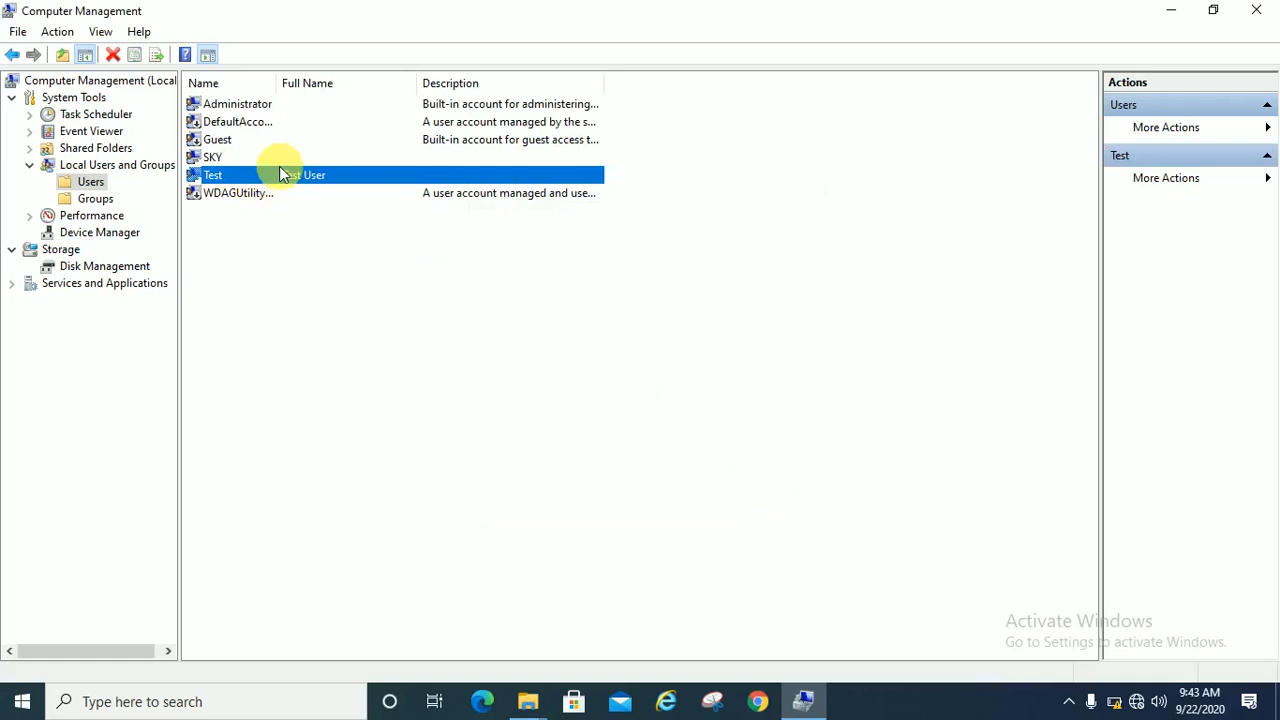 Computer Management
File Action View Help
Computer Management (Local
System Tools
Task Scheduler
Event Viewer
Shared Folders
Local Users and Groups
Users
Groups
Performance
Device Manager
Storage
Disk Management
Services and Applications
Name Full Name Description
Administrator Built-in account for administering...
DefaultAcco... A user account managed by the s...
Guest Built-in account for guest access t...
SKY
Test User
WDAGUtility... A user account managed and use...
Actions
Users
More Actions
Test
More Actions
Activate Windows
Go to Settings to activate Windows.
Type here to search
9:43 AM
9/22/2020